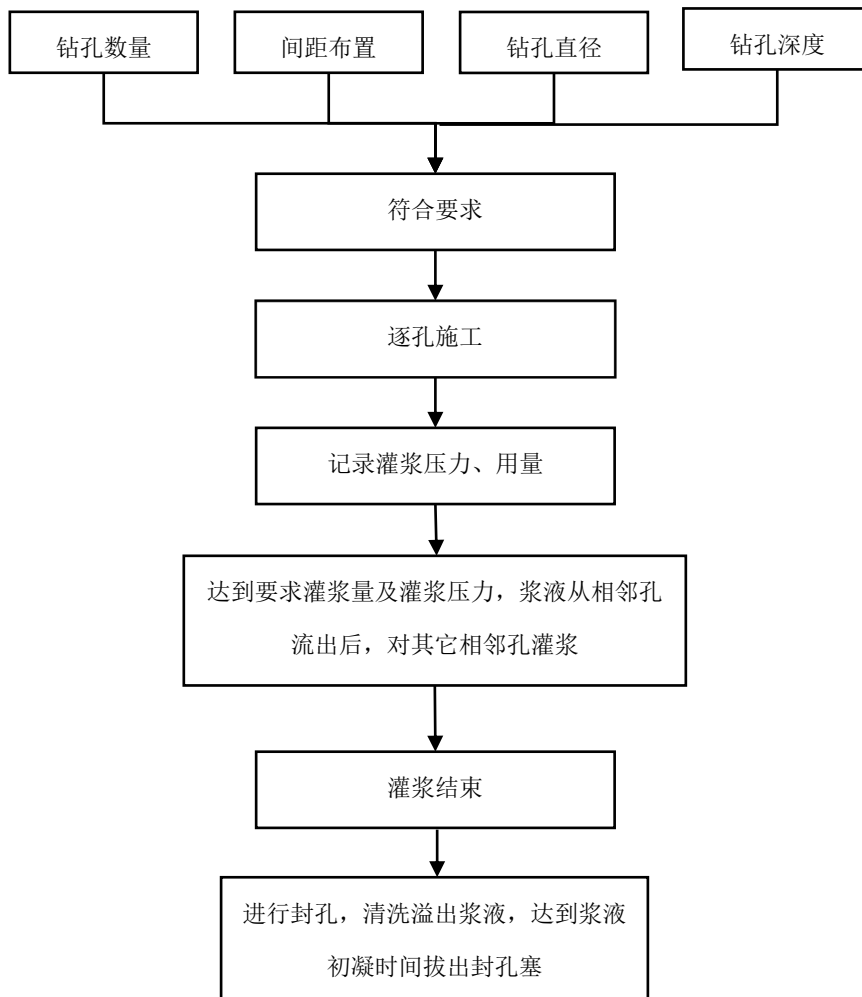 钻孔数量
间距布置
钻孔直径
钻孔深度
符合要求
逐孔施工
记录灌浆压力、用量
达到要求灌浆量及灌浆压力，浆液从相邻孔
流出后，对其它相邻孔灌浆
灌浆结束
进行封孔，清洗溢出浆液，达到浆液
初凝时间拔出封孔塞